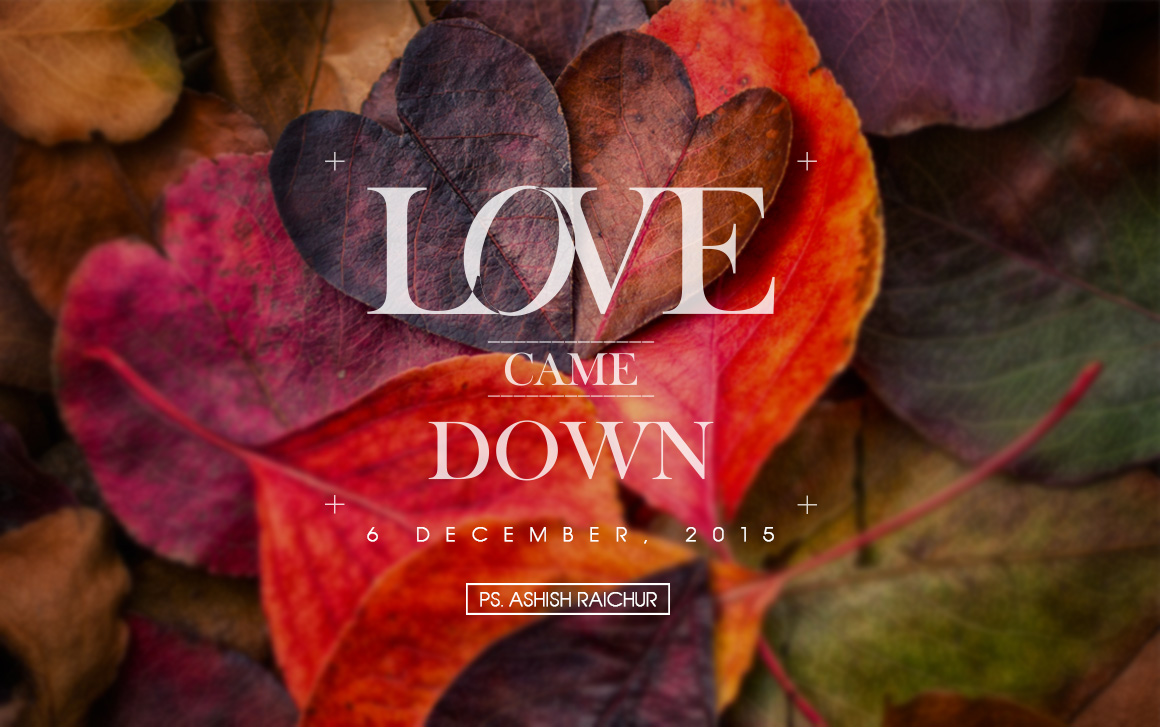 LOVE
CAME
DOWN
6 DECEMBER, 2015
PS. ASHISH RAICHUR